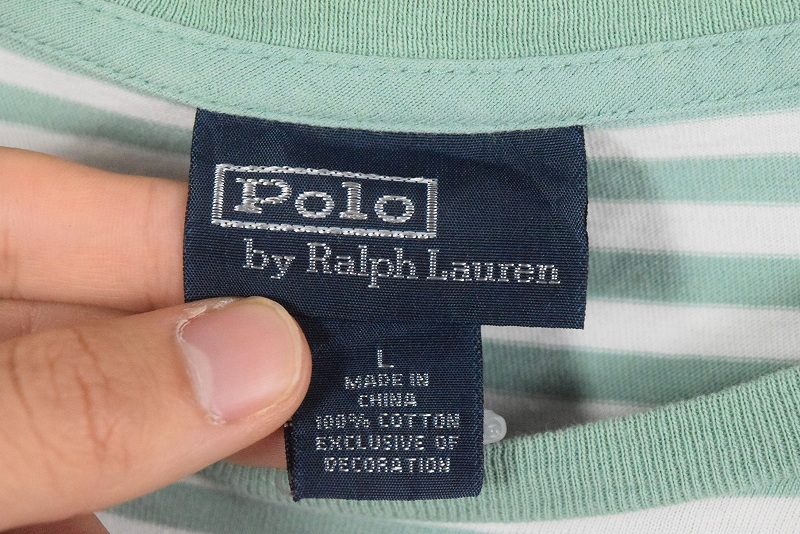 Polo
by Ralph Lauren
L
MADE IN
CHINA
100% COTTON
EXCLUSIVE OF
DECORATION